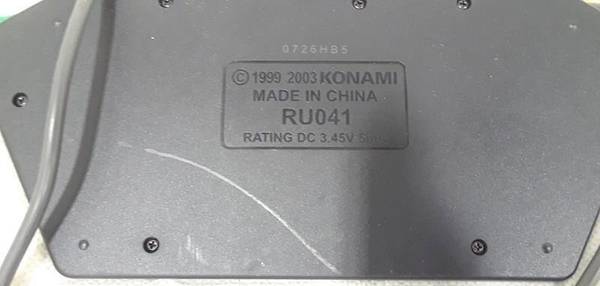 0726HB5
© 1999 2003 KONAMI
MADE IN CHINA
RU041
RATING DC 3.45V